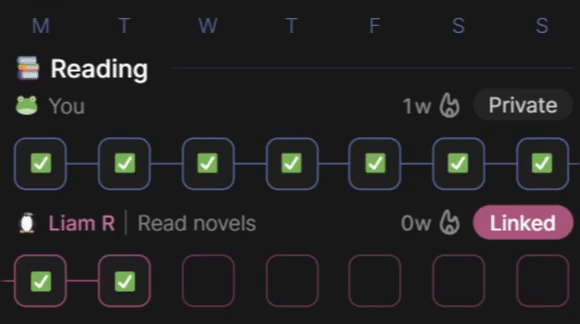 M T W T F S S
Reading
You 1w Private
Liam R | Read novels 0w Linked